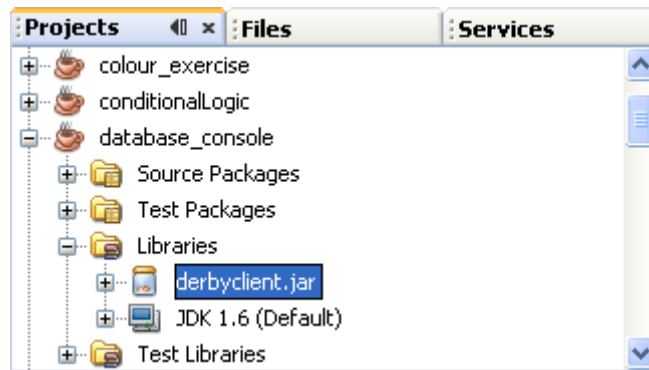 Projects Files Services
colour_exercise
conditionalLogic
database_console
Source Packages
Test Packages
Libraries
derbyclient.jar
JDK 1.6 (Default)
Test Libraries